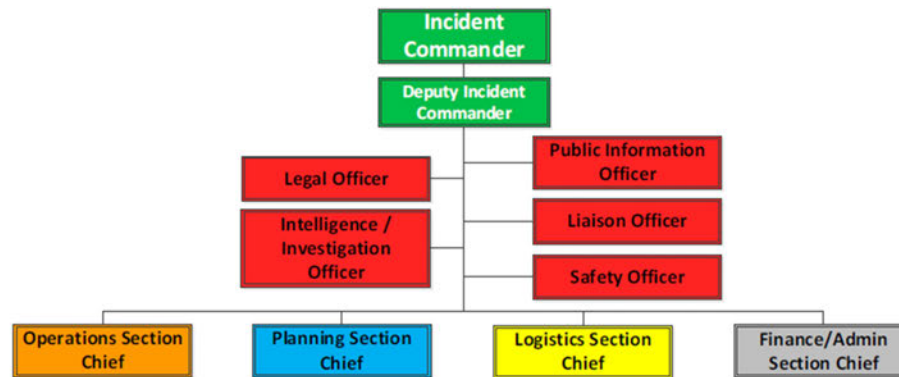 Incident
Commander
Deputy Incident
Commander
Legal Officer
Public Information
Officer
Intelligence /
Investigation
Officer
Liaison Officer
Safety Officer
Operations Section
Chief
Planning Section
Chief
Logistics Section
Chief
Finance/Admin
Section Chief